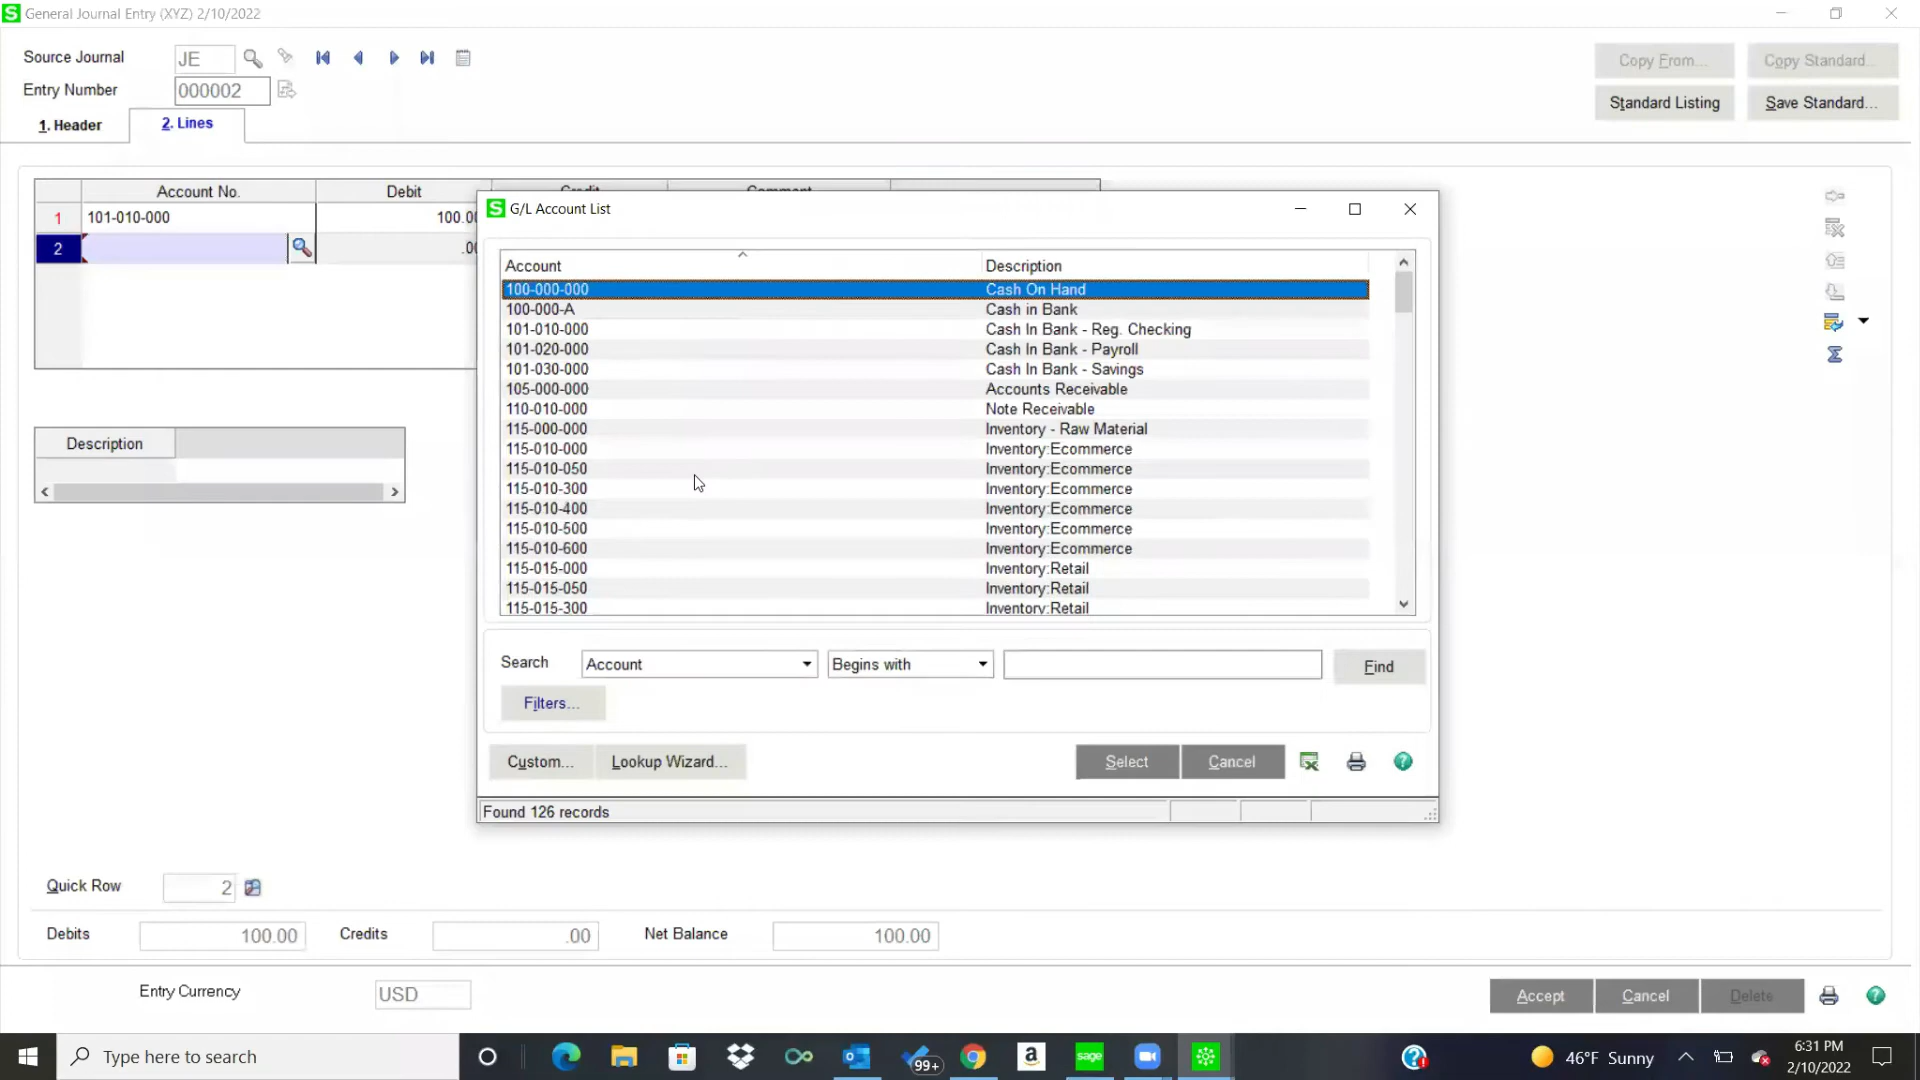 General Journal Entry (XYZ) 2/10/2022
Source Journal JE
Copy From... Copy Standard...
Entry Number 000002
Standard Listing Save Standard...
1. Header 2. Lines
Account No. Debit Credit Comment
1 101-010-000 100.00
2 .00
G/L Account List
Account Description
100-000-000 Cash On Hand
100-000-A Cash in Bank
101-010-000 Cash In Bank - Reg. Checking
101-020-000 Cash In Bank - Payroll
101-030-000 Cash In Bank - Savings
105-000-000 Accounts Receivable
110-010-000 Note Receivable
115-000-000 Inventory - Raw Material
115-010-000 Inventory:Ecommerce
115-010-050 Inventory:Ecommerce
115-010-300 Inventory:Ecommerce
115-010-400 Inventory:Ecommerce
115-010-500 Inventory:Ecommerce
115-010-600 Inventory:Ecommerce
115-015-000 Inventory:Retail
115-015-050 Inventory:Retail
115-015-300 Inventory:Retail
Description
Search Account Begins with Find
Filters...
Custom... Lookup Wizard... Select Cancel
Found 126 records
Quick Row 2
Debits 100.00 Credits .00 Net Balance 100.00
Entry Currency USD
Accept Cancel Delete
Type here to search
99+
sage
46°F Sunny
6:31 PM
2/10/2022